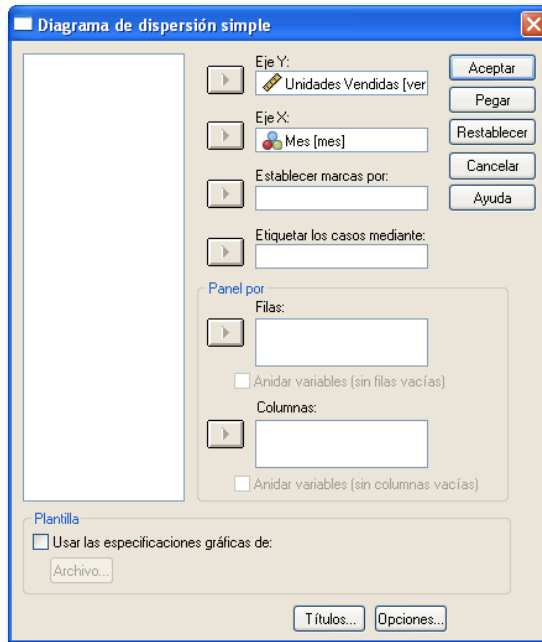 Diagrama de dispersión simple
Eje Y:
Unidades Vendidas [ver
Eje X:
Mes [mes]
Establecer marcas por:
Etiquetar los casos mediante:
Panel por
Filas:
Anidar variables (sin filas vacías)
Columnas:
Anidar variables (sin columnas vacías)
Plantilla
Usar las especificaciones gráficas de:
Archivo...
Aceptar
Pegar
Restablecer
Cancelar
Ayuda
Títulos...
Opciones...